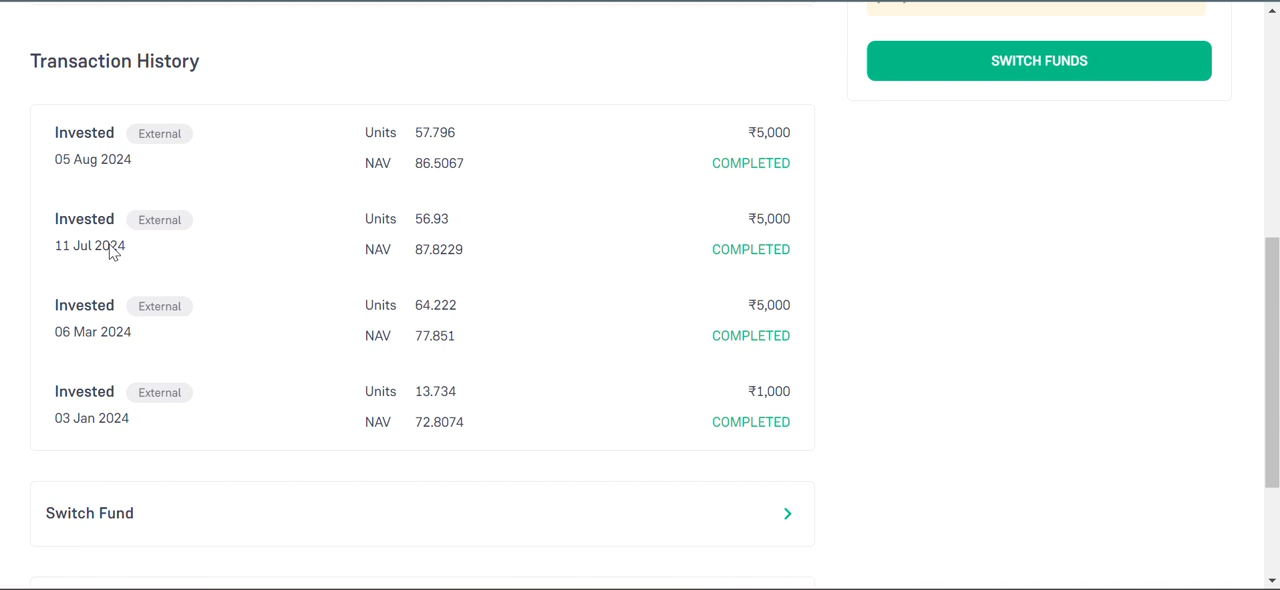 SWITCH FUNDS
Transaction History
Invested External Units 57.796 ₹5,000
05 Aug 2024 NAV 86.5067 COMPLETED
Invested External Units 56.93 ₹5,000
11 Jul 2024 NAV 87.8229 COMPLETED
Invested External Units 64.222 ₹5,000
06 Mar 2024 NAV 77.851 COMPLETED
Invested External Units 13.734 ₹1,000
03 Jan 2024 NAV 72.8074 COMPLETED
Switch Fund